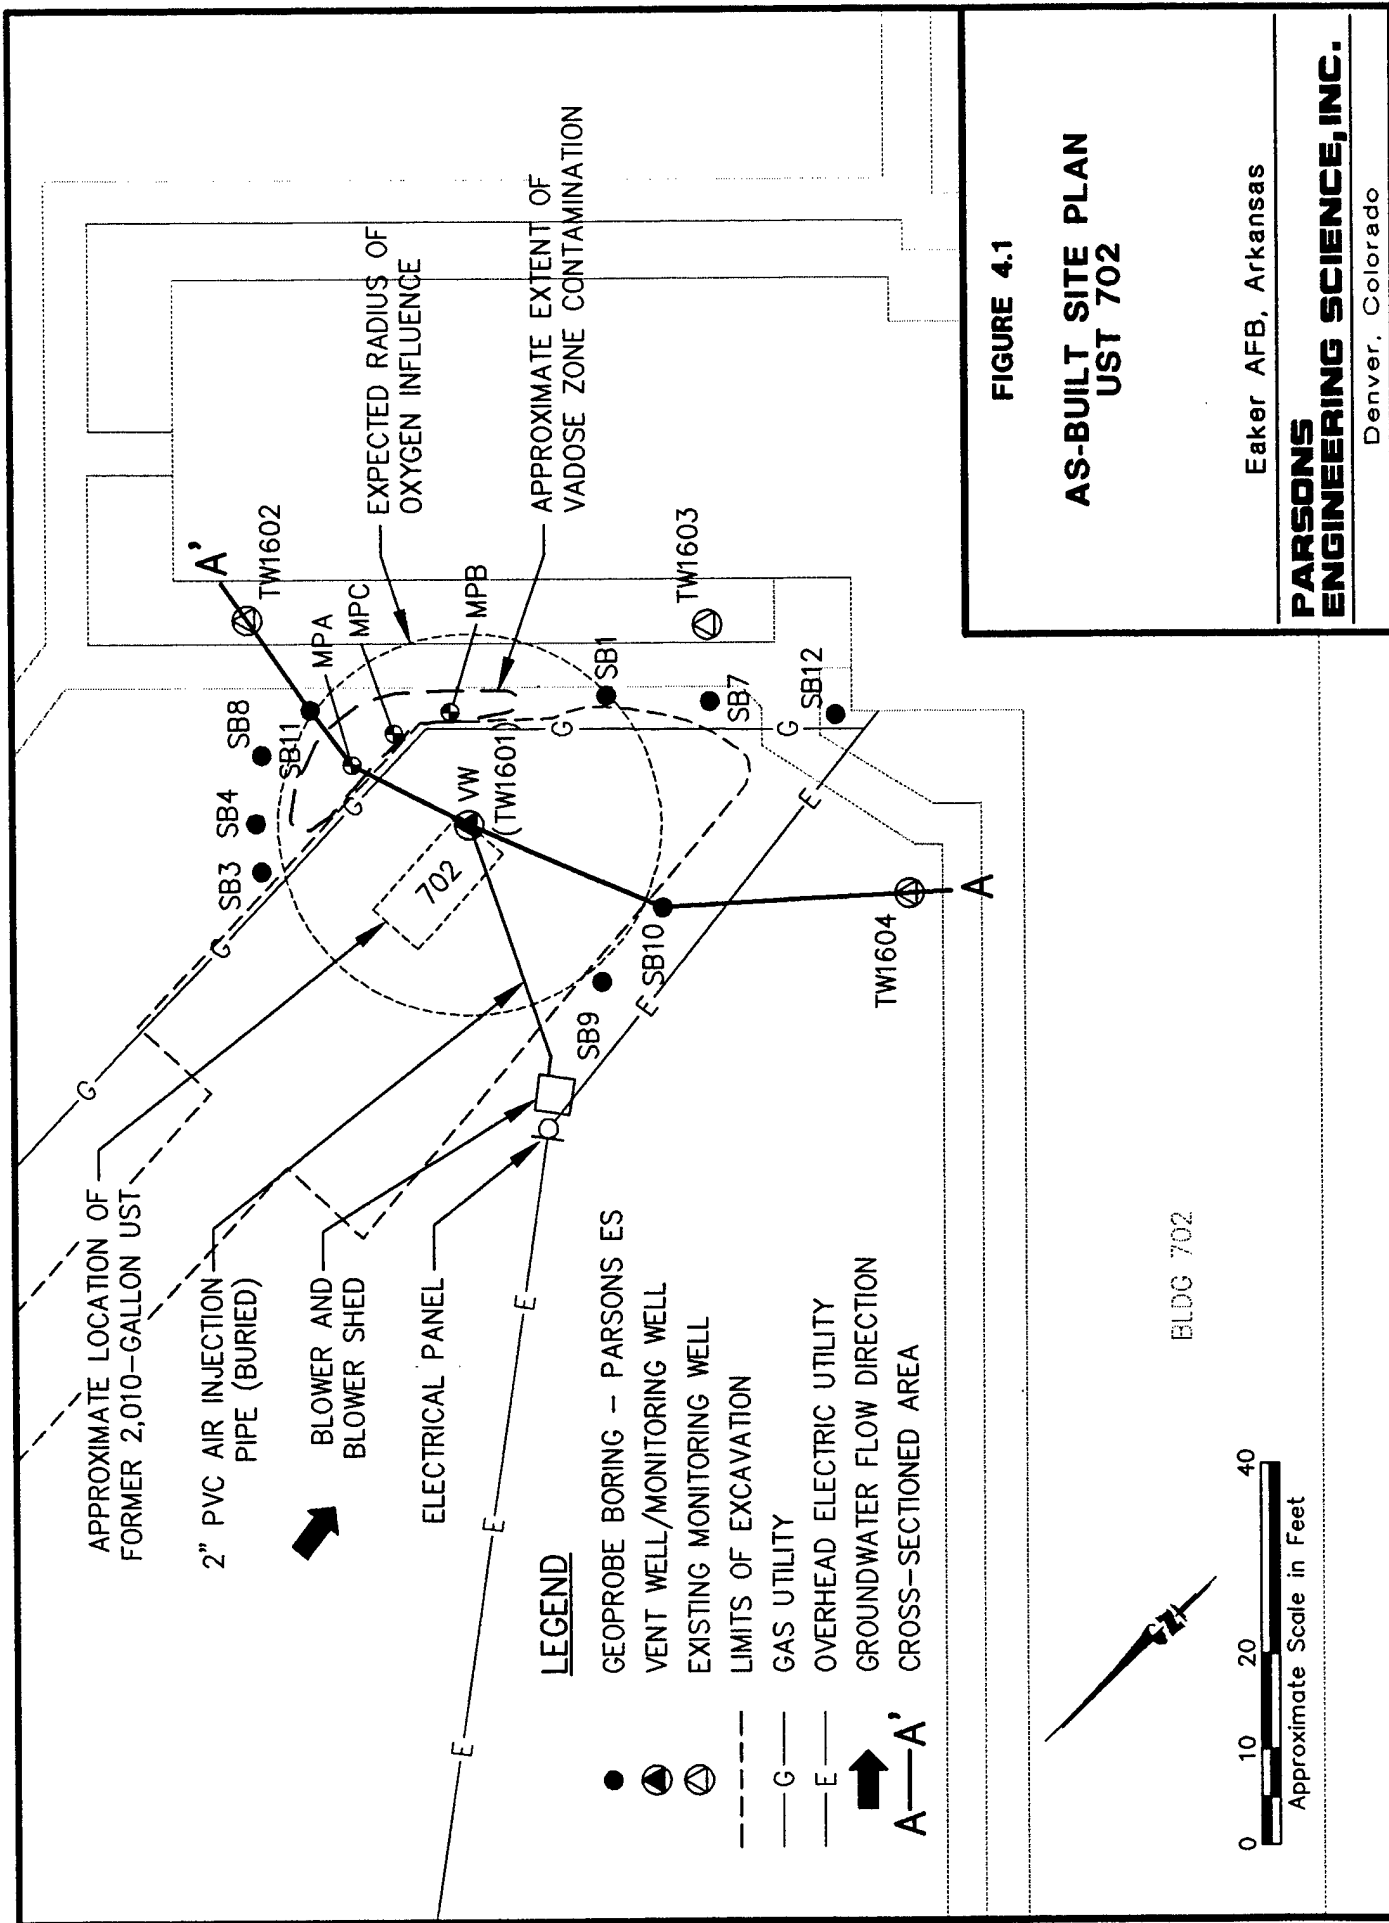 APPROXIMATE LOCATION OF
FORMER 2,010-GALLON UST
2" PVC AIR INJECTION
PIPE (BURIED)
BLOWER AND
BLOWER SHED
ELECTRICAL PANEL
G
G
G
G
E
E
E
E
E
SB3
SB4
SB8
SB11
MPA
MPC
MPB
A'
TW1602
EXPECTED RADIUS OF
OXYGEN INFLUENCE
APPROXIMATE EXTENT OF
VADOSE ZONE CONTAMINATION
702
VW
(TW1601)
SB1
TW1603
SB7
SB12
SB9
SB10
TW1604
A
LEGEND
GEOPROBE BORING - PARSONS ES
VENT WELL/MONITORING WELL
EXISTING MONITORING WELL
LIMITS OF EXCAVATION
G GAS UTILITY
E OVERHEAD ELECTRIC UTILITY
GROUNDWATER FLOW DIRECTION
A A' CROSS-SECTIONED AREA
BLDG 702
N
0 10 20 40
Approximate Scale in Feet
FIGURE 4.1
AS-BUILT SITE PLAN
UST 702
Eaker AFB, Arkansas
PARSONS
ENGINEERING SCIENCE, INC.
Denver, Colorado